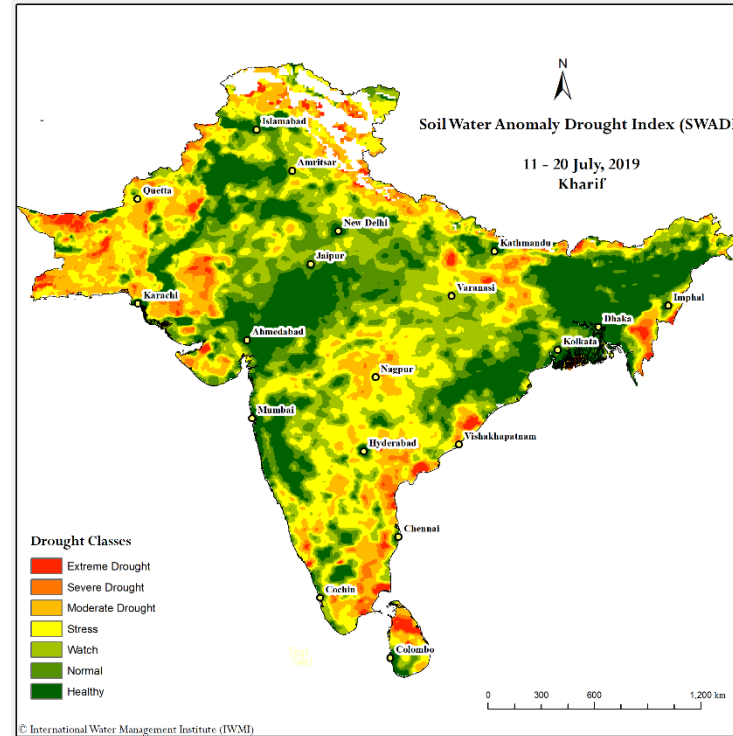 N
Soil Water Anomaly Drought Index (SWADI
11 - 20 July, 2019
Kharif
Islamabad
Amritsar
Quetta
New Delhi
Kathmandu
Jaipur
Varanasi
Imphal
Karachi
Dhaka
Ahmedabad
Kolkata
Nagpur
Mumbai
Hyderabad
Vishakhapatnam
Chennai
Cochin
Colombo
Drought Classes
Extreme Drought
Severe Drought
Moderate Drought
Stress
Watch
Normal
Healthy
0 300 600 1,200 km
© International Water Management Institute (IWMI)